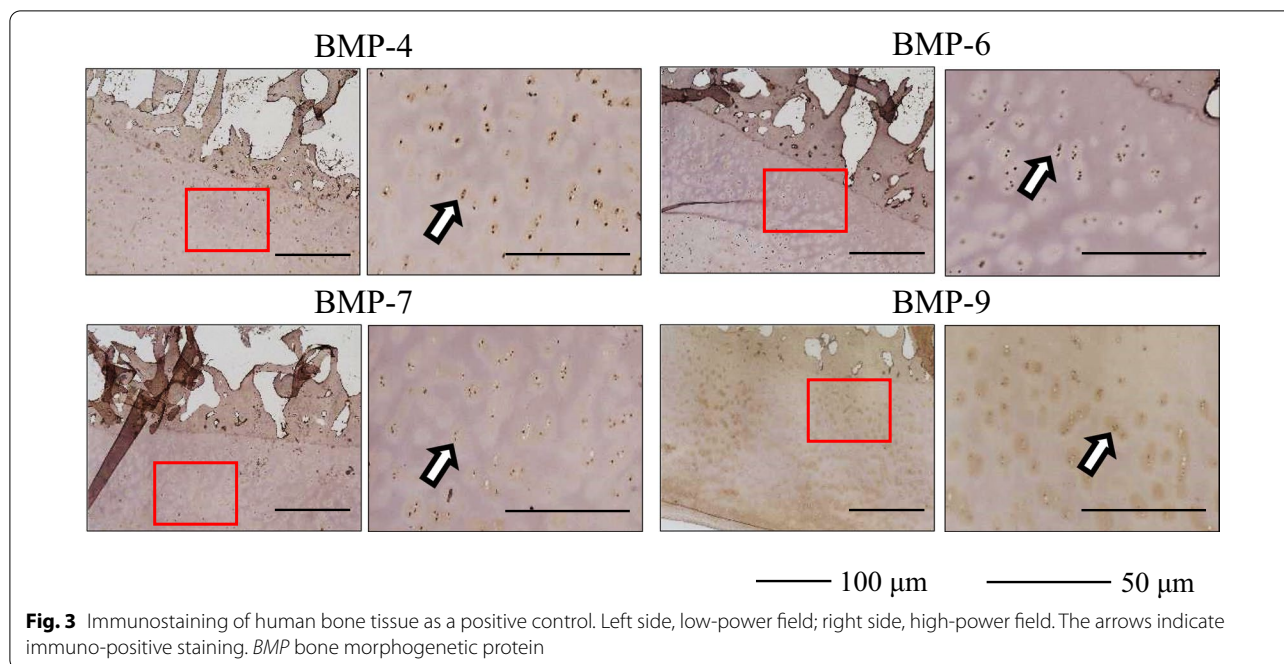 BMP-4 BMP-6
BMP-7 BMP-9
100 μm 50 μm
Fig. 3 Immunostaining of human bone tissue as a positive control. Left side, low-power field; right side, high-power field. The arrows indicate
immuno-positive staining. BMP bone morphogenetic protein